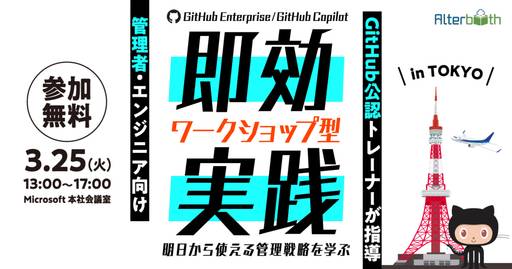 GitHub Enterprise/GitHub Copilot
Alterbooth
管理者・エンジニア向け
参加
無料
3.25(火)
13:00～17:00
Microsoft 本社会議室
即効
ワークショップ型
実践
明日から使える管理戦略を学ぶ
GitHub公認トレーナーが指導
\ in TOKYO /